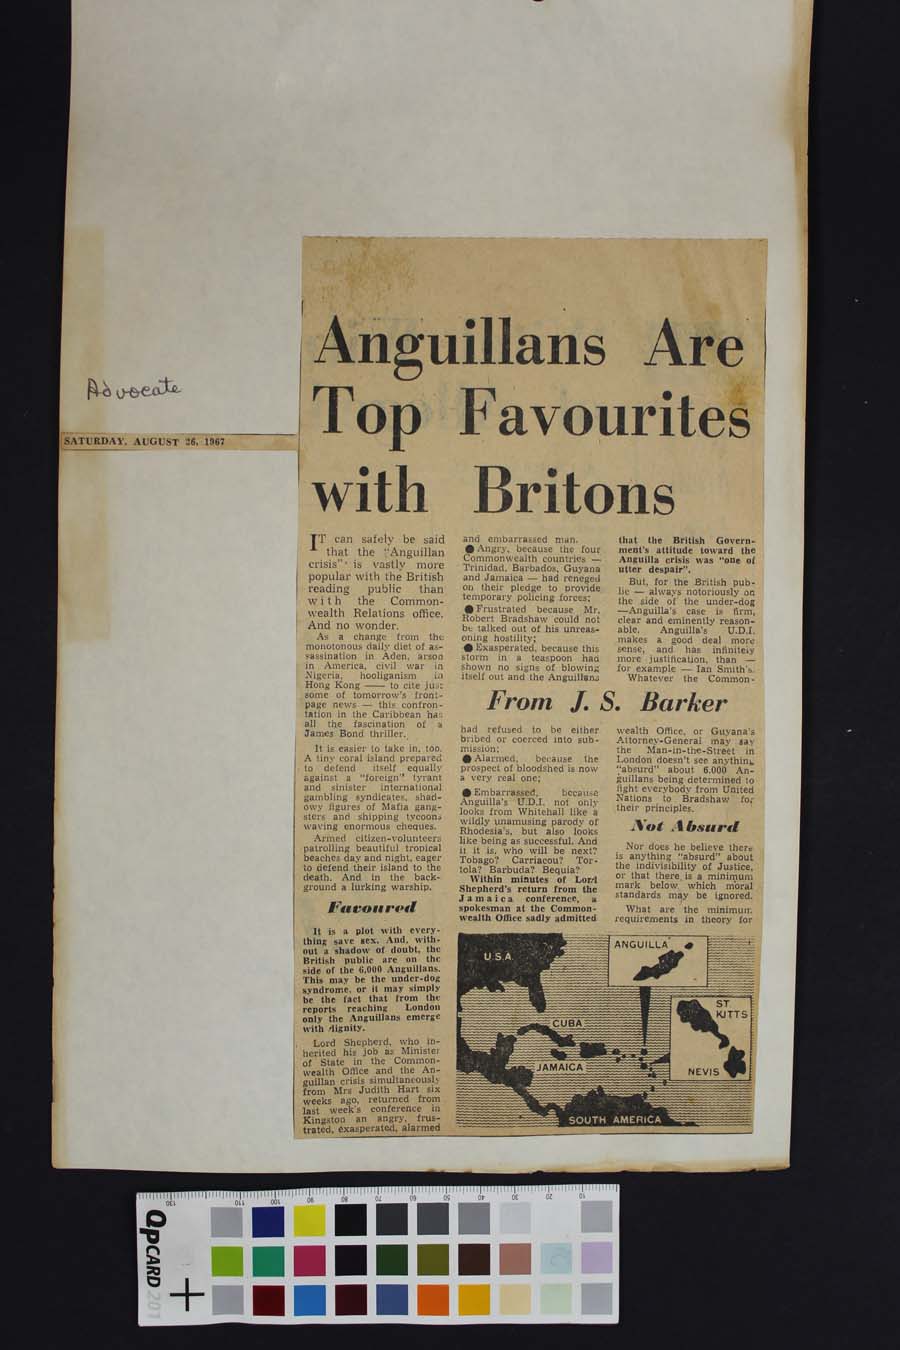 Advocate
SATURDAY, AUGUST 26, 1967
Anguillans Are
Top Favourites
with Britons
IT can safely be said
that the "Anguillan
crisis" is vastly more
popular with the British
reading public than
with the Common-
wealth Relations office.
And no wonder.
As a change from the
monotonous daily diet of as-
sassination in Aden, arson
in America, civil war in
Nigeria, hooliganism in
Hong Kong — to cite just
some of tomorrow's front-
page news — this confron-
tation in the Caribbean has
all the fascination of a
James Bond thriller.
It is easier to take in, too.
A tiny coral island prepared
to defend itself equally
against a "foreign" tyrant
and sinister international
gambling syndicates, shad-
owy figures of Mafia gang-
sters and shipping tycoons
waving enormous cheques.
Armed citizen-volunteers
patrolling beautiful tropical
beaches day and night, eager
to defend their island to the
death. And in the back-
ground a lurking warship.
Favoured
It is a plot with every-
thing save sex. And, with-
out a shadow of doubt, the
British public are on the
side of the 6,000 Anguillans.
This may be the under-dog
syndrome, or it may simply
be the fact that from the
reports reaching London
only the Anguillans emerge
with dignity.
Lord Shepherd, who in-
herited his job as Minister
of State in the Common-
wealth Office and the An-
guillan crisis simultaneously
from Mrs Judith Hart six
weeks ago, returned from
last week's conference in
Kingston an angry, frus-
trated, exasperated, alarmed
and embarrassed man.
● Angry, because the four
Commonwealth countries —
Trinidad, Barbados, Guyana
and Jamaica — had reneged
on their pledge to provide
temporary policing forces;
● Frustrated because Mr.
Robert Bradshaw could not
be talked out of his unreas-
oning hostility;
● Exasperated, because this
storm in a teaspoon had
shown no signs of blowing
itself out and the Anguillans
From J. S. Barker
had refused to be either
bribed or coerced into sub-
mission;
● Alarmed, because the
prospect of bloodshed is now
a very real one;
● Embarrassed, because
Anguilla's U.D.I. not only
looks from Whitehall like a
wildly unamusing parody of
Rhodesia's, but also looks
like being as successful. And
if it is, who will be next?
Tobago? Carriacou? Tor-
tola? Barbuda? Bequia?
Within minutes of Lord
Shepherd's return from the
Jamaica conference, a
spokesman at the Common-
wealth Office sadly admitted
that the British Govern-
ment's attitude toward the
Anguilla crisis was "one of
utter despair".
But, for the British pub-
lic — always notoriously on
the side of the under-dog
—Anguilla's case is firm,
clear and eminently reason-
able. Anguilla's U.D.I.
makes a good deal more
sense, and has infinitely
more justification, than —
for example — Ian Smith's.
Whatever the Common-
wealth Office, or Guyana's
Attorney-General may say
the Man-in-the-Street in
London doesn't see anything
"absurd" about 6,000 An-
guillans being determined to
fight everybody from United
Nations to Bradshaw for
their principles.
Not Absurd
Nor does he believe there
is anything "absurd" about
the indivisibility of Justice,
or that there is a minimum
mark below which moral
standards may be ignored.
What are the minimum
requirements in theory for
U.S.A.
ANGUILLA
ST. KITTS
CUBA
JAMAICA
NEVIS
SOUTH AMERICA
QPCARD 201
130 110 100 90 80 70 60 50 40 30 20 10